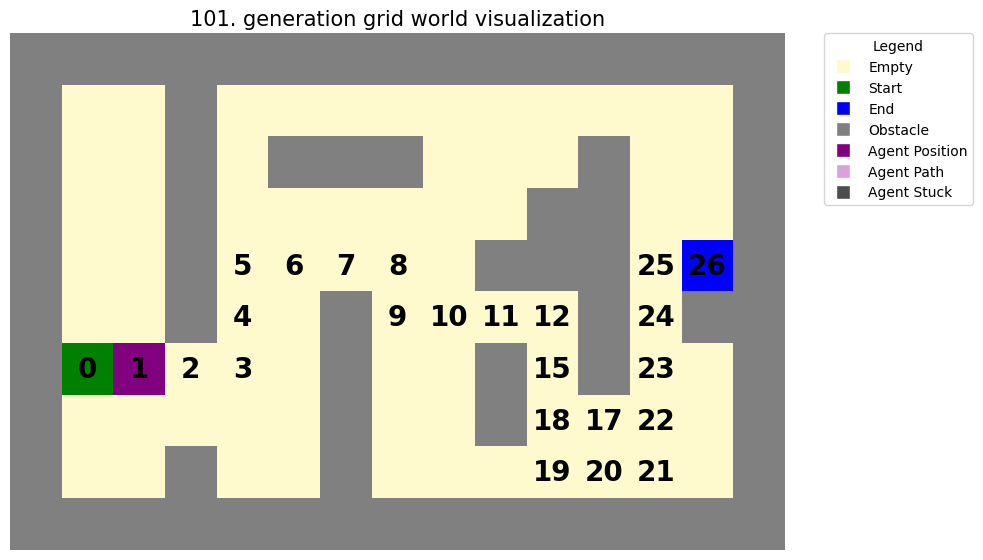 101. generation grid world visualization
Legend
Empty
Start
End
Obstacle
Agent Position
Agent Path
Agent Stuck
5 6 7 8 25 26
4 9 10 11 12 24
0 1 2 3 15 23
18 17 22
19 20 21